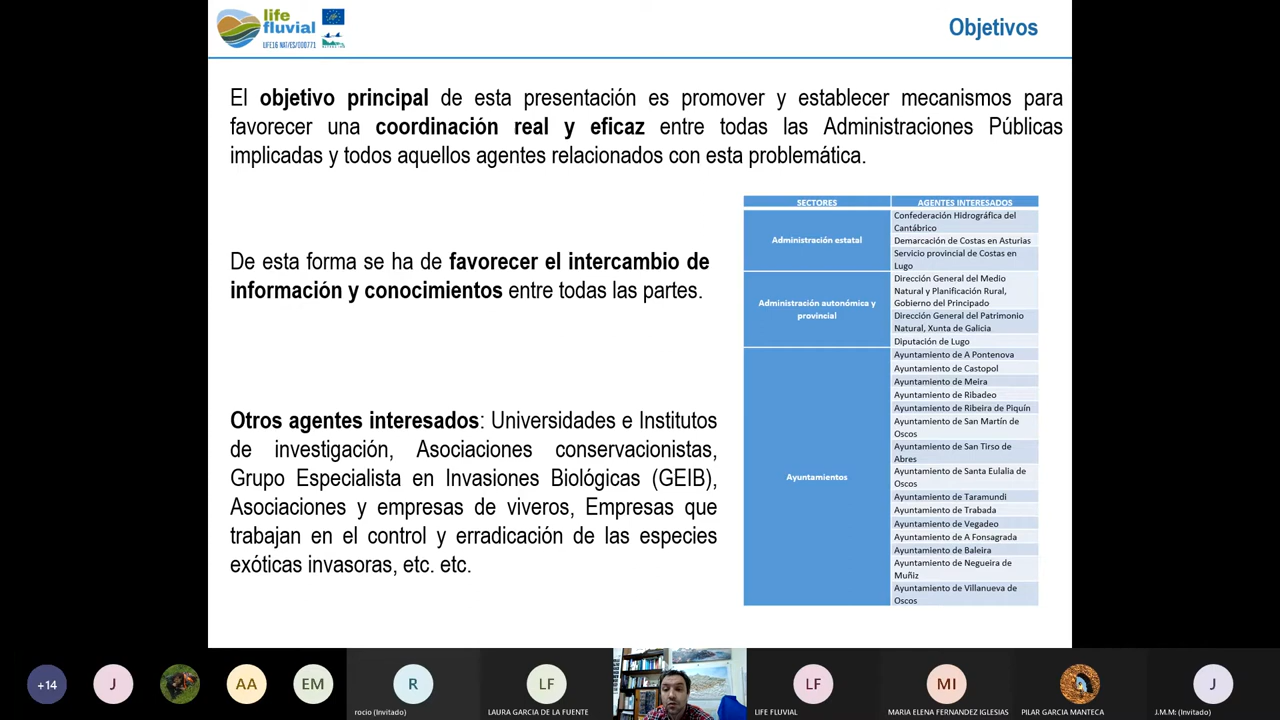 life
fluvial
LIFE16 NAT/ES/000771
Objetivos
El objetivo principal de esta presentación es promover y establecer mecanismos para
favorecer una coordinación real y eficaz entre todas las Administraciones Públicas
implicadas y todos aquellos agentes relacionados con esta problemática.
De esta forma se ha de favorecer el intercambio de
información y conocimientos entre todas las partes.
Otros agentes interesados: Universidades e Institutos
de investigación, Asociaciones conservacionistas,
Grupo Especialista en Invasiones Biológicas (GEIB),
Asociaciones y empresas de viveros, Empresas que
trabajan en el control y erradicación de las especies
exóticas invasoras, etc. etc.
SECTORES
AGENTES INTERESADOS
Administración estatal
Confederación Hidrográfica del
Cantábrico
Demarcación de Costas en Asturias
Servicio provincial de Costas en
Lugo
Administración autonómica y
provincial
Dirección General del Medio
Natural y Planificación Rural,
Gobierno del Principado
Dirección General del Patrimonio
Natural, Xunta de Galicia
Diputación de Lugo
Ayuntamientos
Ayuntamiento de A Pontenova
Ayuntamiento de Castopol
Ayuntamiento de Meira
Ayuntamiento de Ribadeo
Ayuntamiento de Ribeira de Piquín
Ayuntamiento de San Martín de
Oscos
Ayuntamiento de San Tirso de
Abres
Ayuntamiento de Santa Eulalia de
Oscos
Ayuntamiento de Taramundi
Ayuntamiento de Trabada
Ayuntamiento de Vegadeo
Ayuntamiento de A Fonsagrada
Ayuntamiento de Baleira
Ayuntamiento de Negueira de
Muñiz
Ayuntamiento de Villanueva de
Oscos
+14
J
AA
EM
R
rocio (Invitado)
LF
LAURA GARCIA DE LA FUENTE
LF
LIFE FLUVIAL
MI
MARIA ELENA FERNANDEZ IGLESIAS
PILAR GARCIA MANTECA
J
J.M.M: (Invitado)